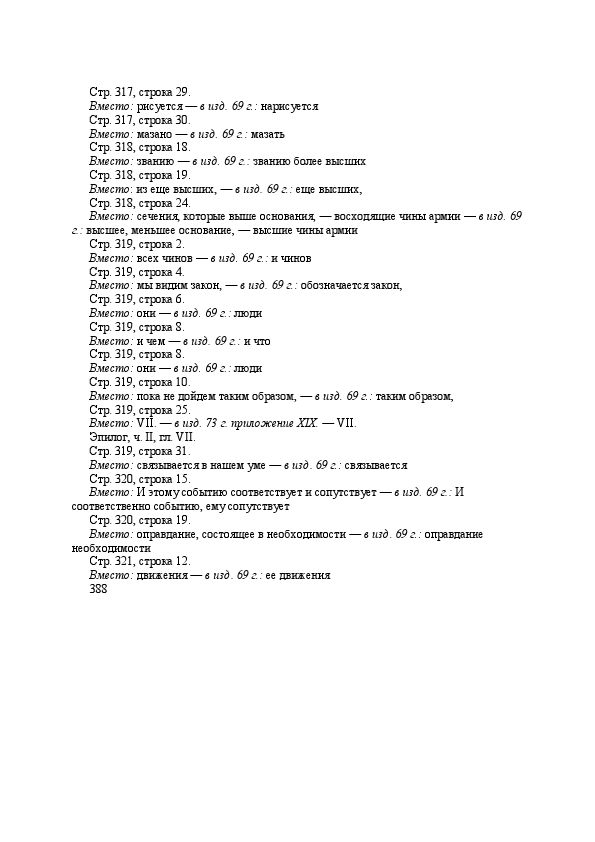 Стр. 317, строка 29.
Вместо: рисуется — в изд. 69 г.: нарисуется
Стр. 317, строка 30.
Вместо: мазано — в изд. 69 г.: мазать
Стр. 318, строка 18.
Вместо: званию — в изд. 69 г.: званию более высших
Стр. 318, строка 19.
Вместо: из еще высших, — в изд. 69 г.: еще высших,
Стр. 318, строка 24.
Вместо: сечения, которые выше основания, — восходящие чины армии — в изд. 69
г.: высшее, меньшее основание, — высшие чины армии
Стр. 319, строка 2.
Вместо: всех чинов — в изд. 69 г.: и чинов
Стр. 319, строка 4.
Вместо: мы видим закон, — в изд. 69 г.: обозначается закон,
Стр. 319, строка 6.
Вместо: они — в изд. 69 г.: люди
Стр. 319, строка 8.
Вместо: и чем — в изд. 69 г.: и что
Стр. 319, строка 8.
Вместо: они — в изд. 69 г.: люди
Стр. 319, строка 10.
Вместо: пока не дойдем таким образом, — в изд. 69 г.: таким образом,
Стр. 319, строка 25.
Вместо: VII. — в изд. 73 г. приложение XIX. — VII.
Эпилог, ч. II, гл. VII.
Стр. 319, строка 31.
Вместо: связывается в нашем уме — в изд. 69 г.: связывается
Стр. 320, строка 15.
Вместо: И этому событию соответствует и сопутствует — в изд. 69 г.: И
соответственно событию, ему сопутствует
Стр. 320, строка 19.
Вместо: оправдание, состоящее в необходимости — в изд. 69 г.: оправдание
необходимости
Стр. 321, строка 12.
Вместо: движения — в изд. 69 г.: ее движения
388